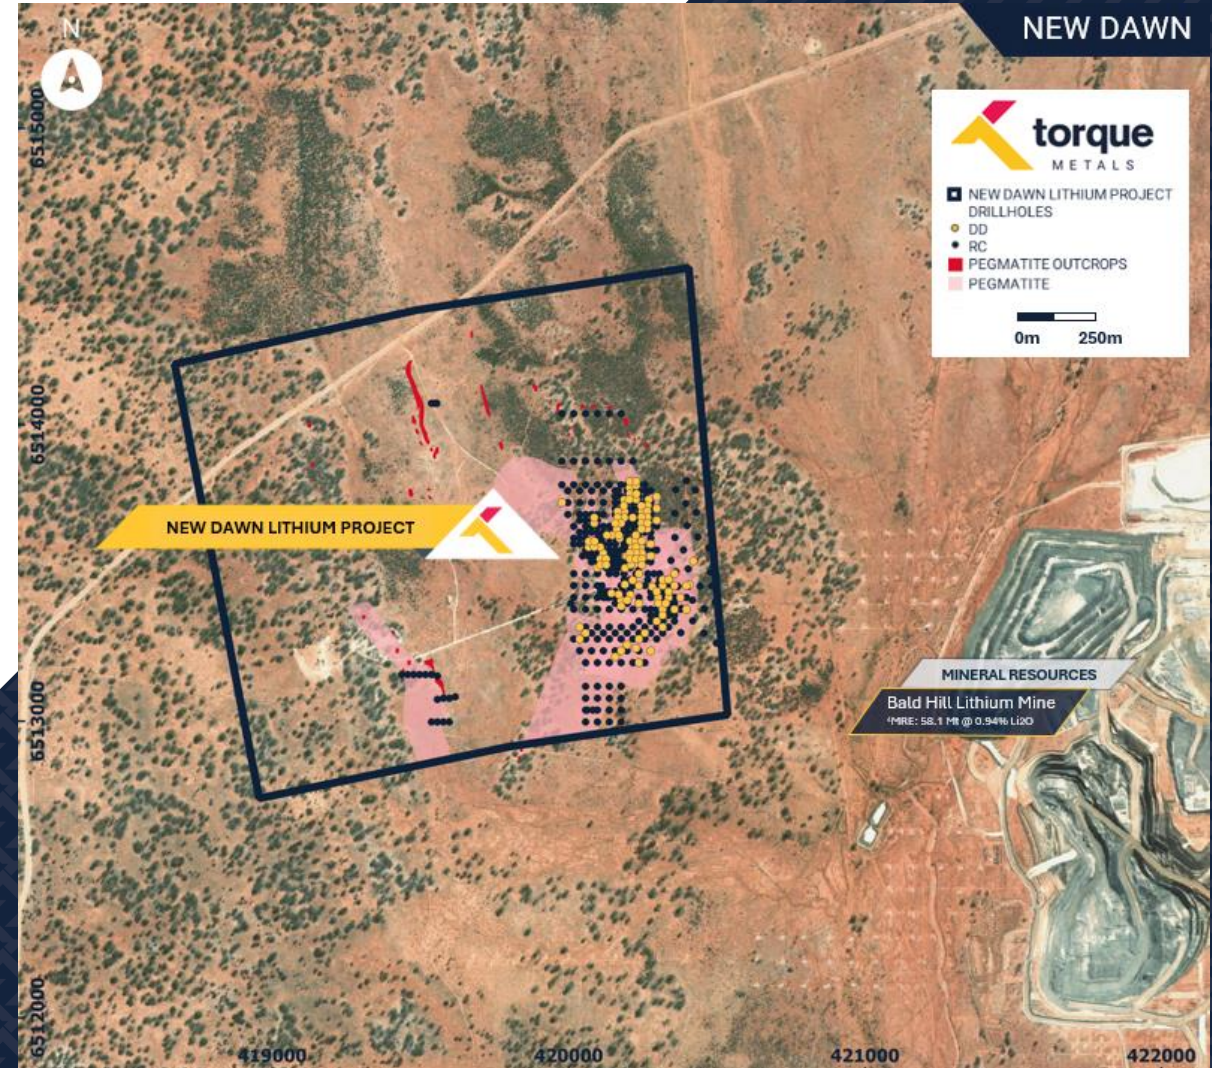 NEW DAWN
N
torque
METALS
NEW DAWN LITHIUM PROJECT
DRILLHOLES
DD
RC
PEGMATITE OUTCROPS
PEGMATITE
0m 250m
6515000
6514000
6513000
6512000
NEW DAWN LITHIUM PROJECT
MINERAL RESOURCES
Bald Hill Lithium Mine
⁴MRE: 58.1 Mt @ 0.94% Li2O
419000 420000 421000 422000